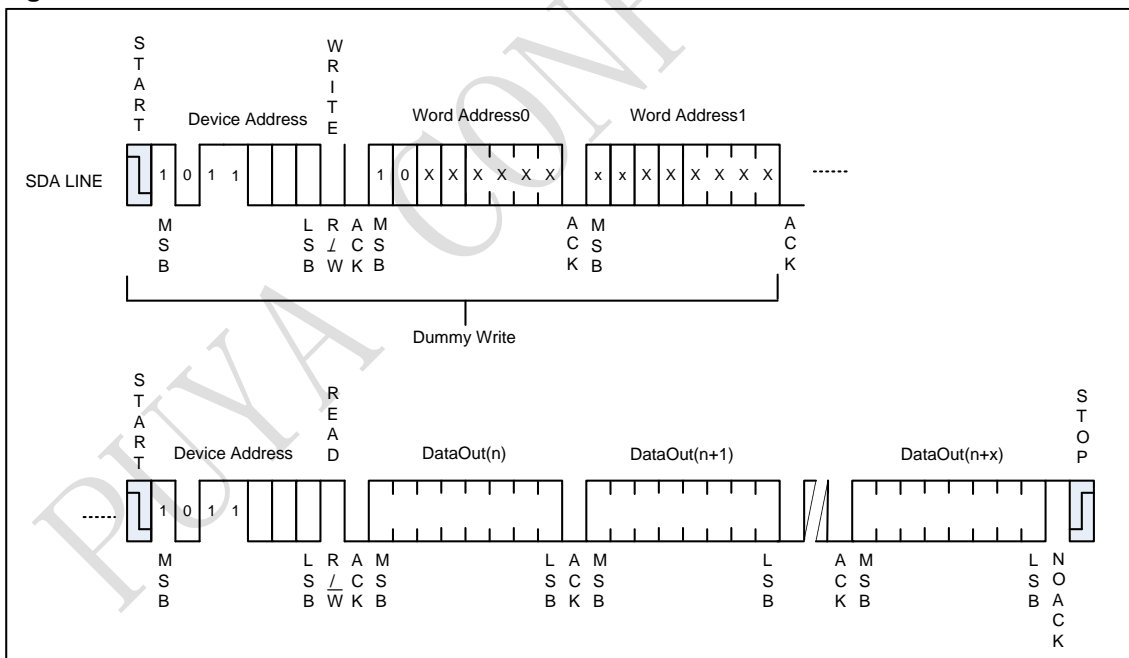 START
WRITE
Device Address
Word Address0
Word Address1
SDA LINE
1 0 1 1
1 0 X X X X X X
x x X X X X X X
......
MSB
LSB
R/W
ACK
MSB
ACK
MSB
ACK
Dummy Write
START
READ
STOP
Device Address
DataOut(n)
DataOut(n+1)
DataOut(n+x)
......
1 0 1 1
MSB
LSB
R/W
ACK
MSB
LSB
ACK
MSB
LSB
ACK
MSB
LSB
NOACK
PUYA